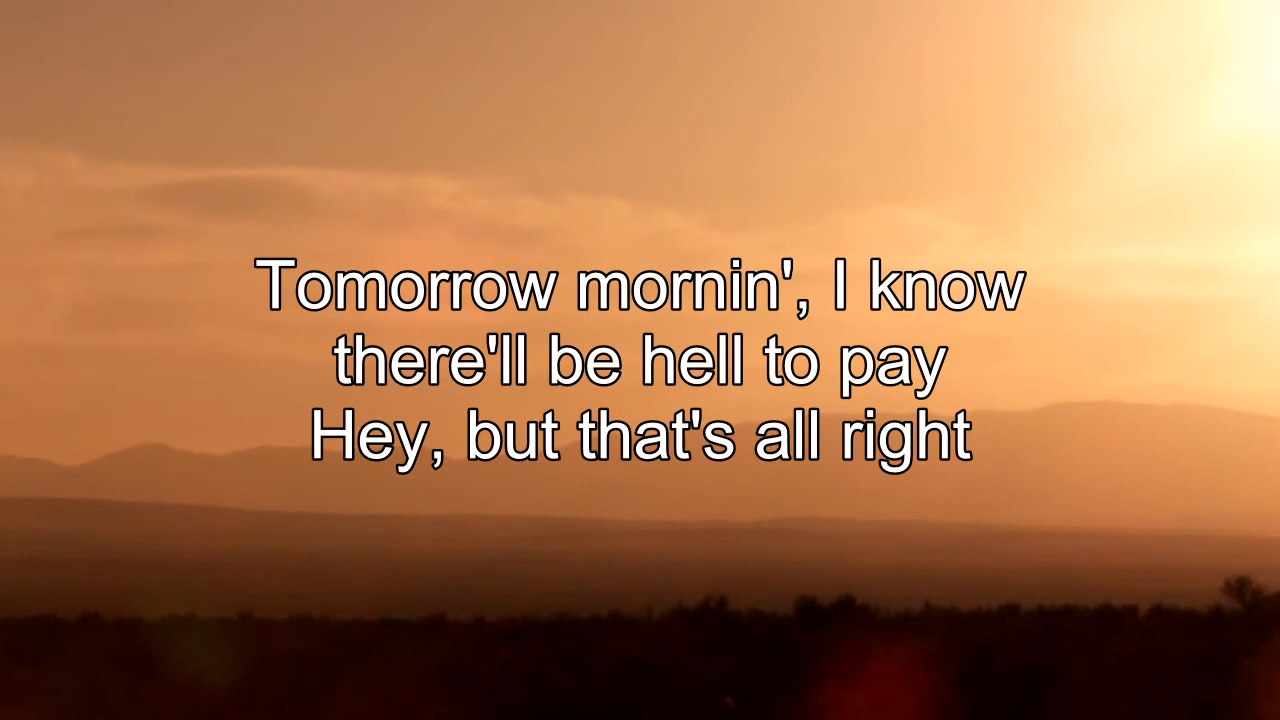 Tomorrow mornin', I know
there'll be hell to pay
Hey, but that's all right